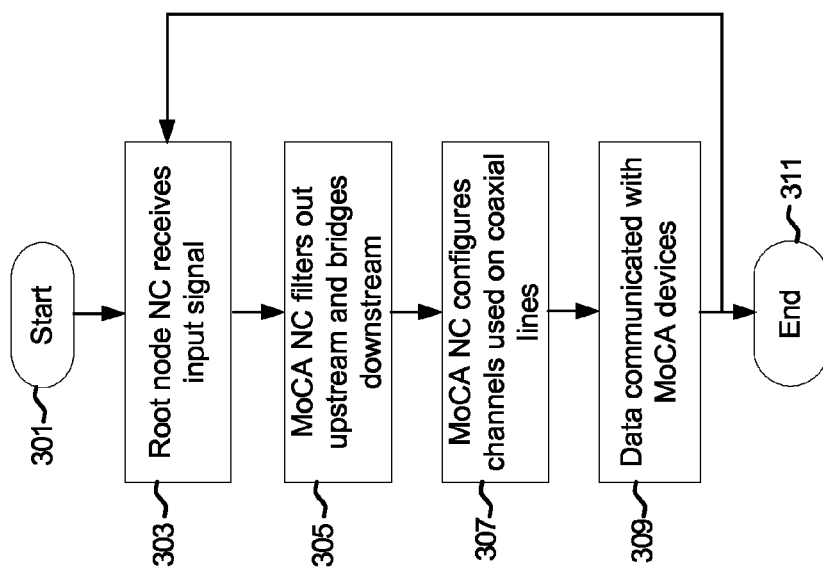 301
Start
303
Root node NC receives
input signal
305
MoCA NC filters out
upstream and bridges
downstream
307
MoCA NC configures
channels used on coaxial
lines
309
Data communicated with
MoCA devices
End
311